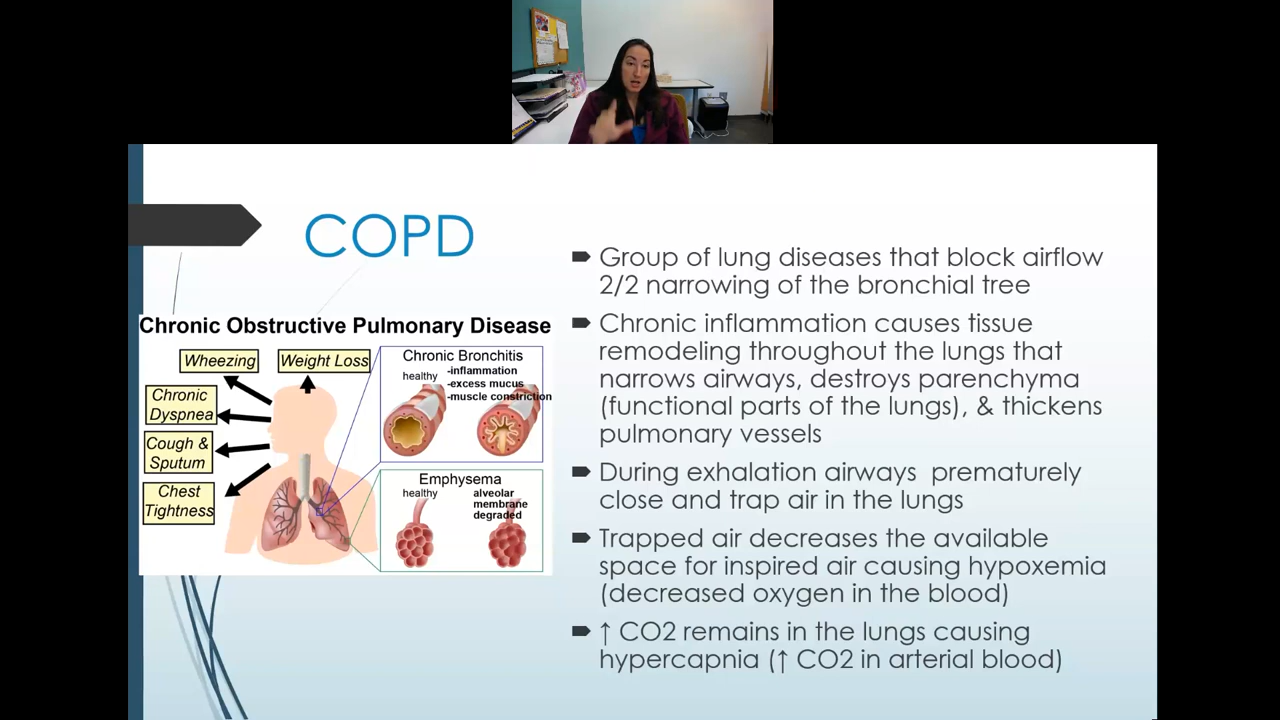 COPD
Chronic Obstructive Pulmonary Disease
Wheezing
Weight Loss
Chronic
Dyspnea
Cough &
Sputum
Chest
Tightness
Chronic Bronchitis
healthy
-inflammation
-excess mucus
-muscle constriction
Emphysema
healthy
alveolar
membrane
degraded
Group of lung diseases that block airflow
2/2 narrowing of the bronchial tree
Chronic inflammation causes tissue
remodeling throughout the lungs that
narrows airways, destroys parenchyma
(functional parts of the lungs), & thickens
pulmonary vessels
During exhalation airways prematurely
close and trap air in the lungs
Trapped air decreases the available
space for inspired air causing hypoxemia
(decreased oxygen in the blood)
↑ CO2 remains in the lungs causing
hypercapnia (↑ CO2 in arterial blood)